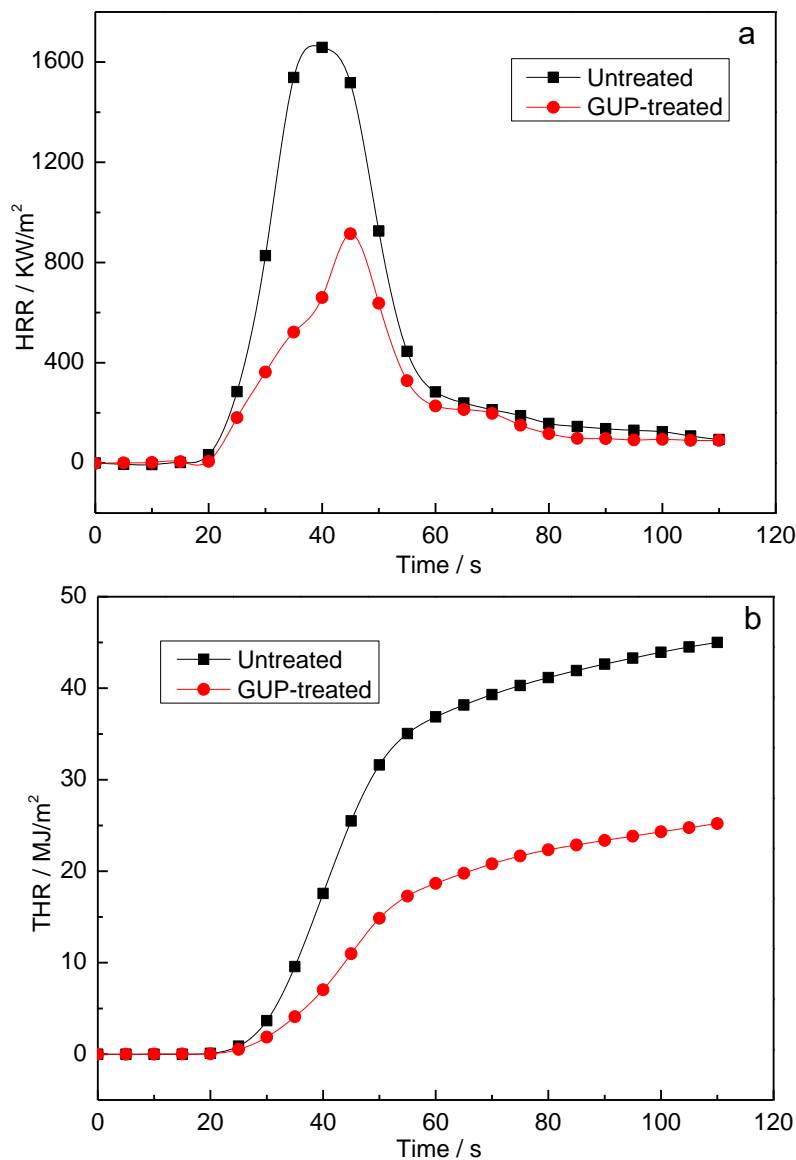 a
Untreated
GUP-treated
HRR / KW/m²
1600
1200
800
400
0
0 20 40 60 80 100 120
Time / s
b
Untreated
GUP-treated
THR / MJ/m²
50
40
30
20
10
0
0 20 40 60 80 100 120
Time / s